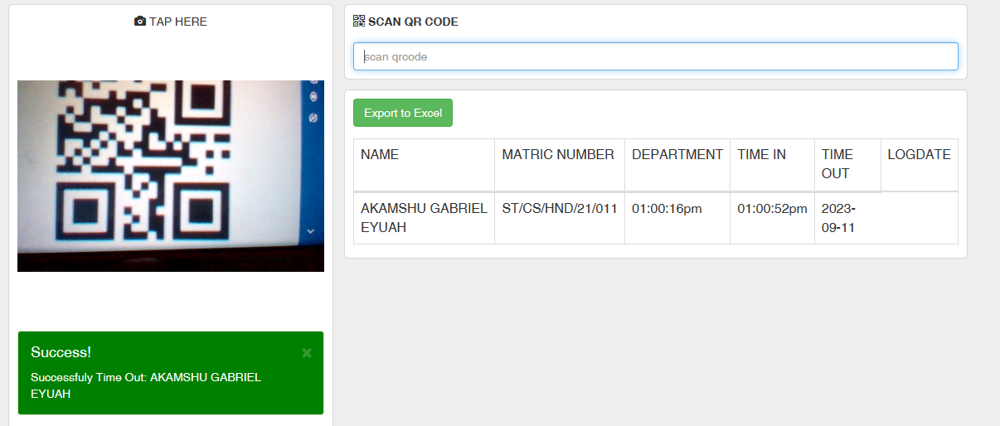 TAP HERE
Success!
Successfuly Time Out: AKAMSHU GABRIEL
EYUAH
SCAN QR CODE
scan qrcode
Export to Excel
NAME MATRIC NUMBER DEPARTMENT TIME IN TIME OUT LOGDATE
AKAMSHU GABRIEL EYUAH ST/CS/HND/21/011 01:00:16pm 01:00:52pm 2023-09-11